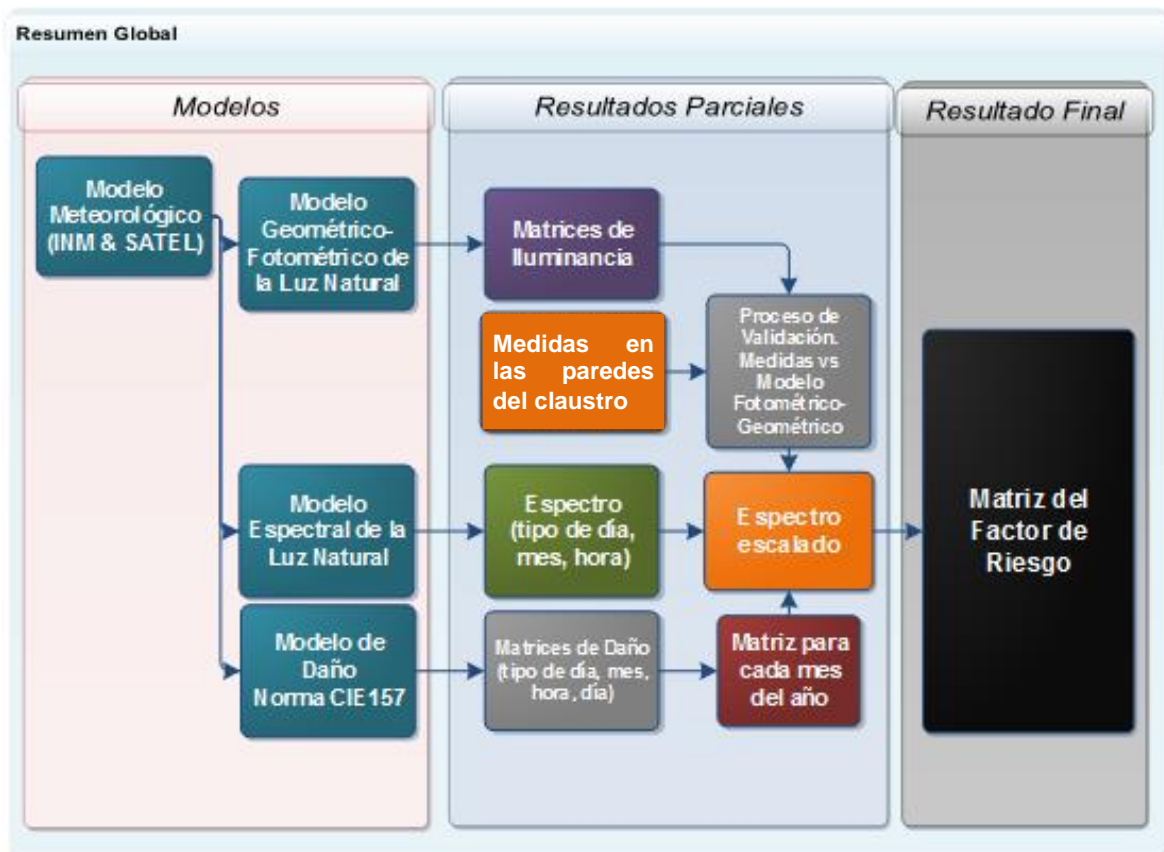 Resumen Global
Modelos
Resultados Parciales
Resultado Final
Modelo
Meteorológico
(INM & SATEL)
Modelo
Geométrico-
Fotométrico de
la Luz Natural
Matrices de
Iluminancia
Medidas en
las paredes
del claustro
Proceso de
Validación.
Medidas vs
Modelo
Fotométrico-
Geométrico
Modelo
Espectral de la
Luz Natural
Espectro
(tipo de día,
mes, hora)
Espectro
escalado
Matriz del
Factor de
Riesgo
Modelo de
Daño
Norma CIE157
Matrices de Daño
(tipo de día, mes,
hora, día)
Matriz para
cada mes
del año